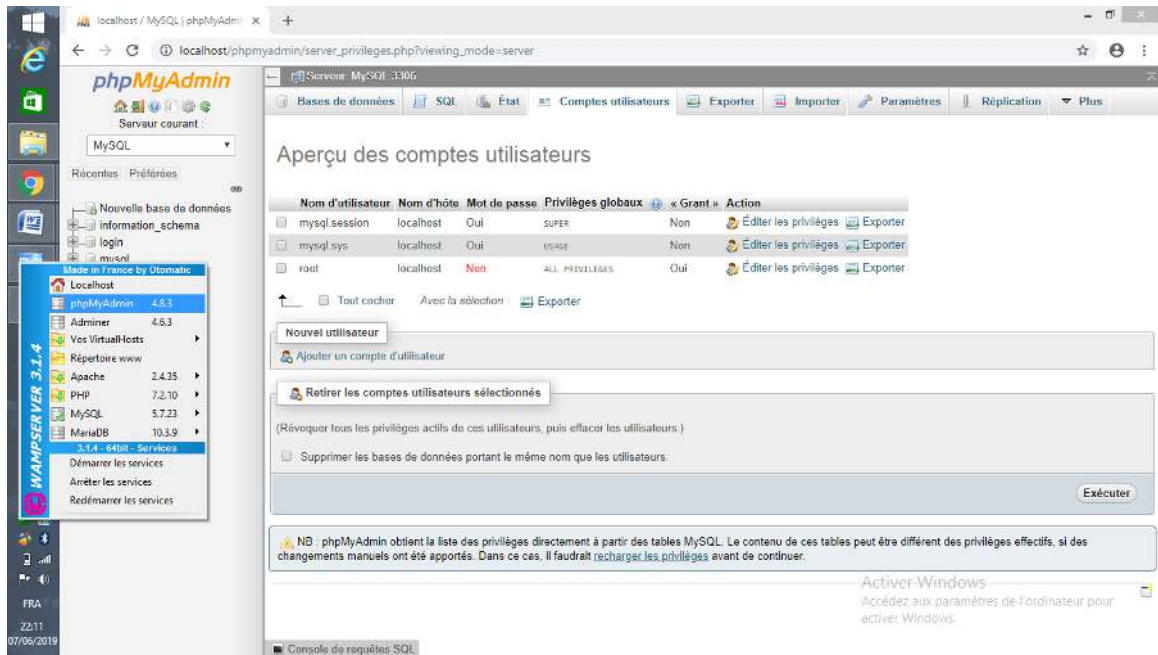 localhost / MySQL | phpMyAdmi
localhost/phpmyadmin/server_privileges.php?viewing_mode=server
phpMyAdmin
Serveur courant :
MySQL
Récentes Préférées
Nouvelle base de données
information_schema
login
mysql
Made in France by Otomatic
Localhost
phpMyAdmin 4.8.3
Adminer 4.6.3
Vos VirtualHosts
Répertoire www
Apache 2.4.35
PHP 7.2.10
MySQL 5.7.23
MariaDB 10.3.9
3.1.4 - 64bit - Services
Démarrer les services
Arrêter les services
Redémarrer les services
WAMPSERVER 3.1.4
FRA
22:11
07/06/2019
Serveur: MySQL:3306
Bases de données SQL État Comptes utilisateurs Exporter Importer Paramètres Réplication Plus
Aperçu des comptes utilisateurs
Nom d'utilisateur Nom d'hôte Mot de passe Privilèges globaux « Grant » Action
mysql.session localhost Oui SUPER Non Éditer les privilèges Exporter
mysql.sys localhost Oui USAGE Non Éditer les privilèges Exporter
root localhost Non ALL PRIVILEGES Oui Éditer les privilèges Exporter
Tout cocher Avec la sélection : Exporter
Nouvel utilisateur
Ajouter un compte d'utilisateur
Retirer les comptes utilisateurs sélectionnés
(Révoquer tous les privilèges actifs de ces utilisateurs, puis effacer les utilisateurs.)
Supprimer les bases de données portant le même nom que les utilisateurs.
Exécuter
NB : phpMyAdmin obtient la liste des privilèges directement à partir des tables MySQL. Le contenu de ces tables peut être différent des privilèges effectifs, si des
changements manuels ont été apportés. Dans ce cas, il faudrait recharger les privilèges avant de continuer.
Activer Windows
Accédez aux paramètres de l'ordinateur pour
activer Windows.
Console de requêtes SQL